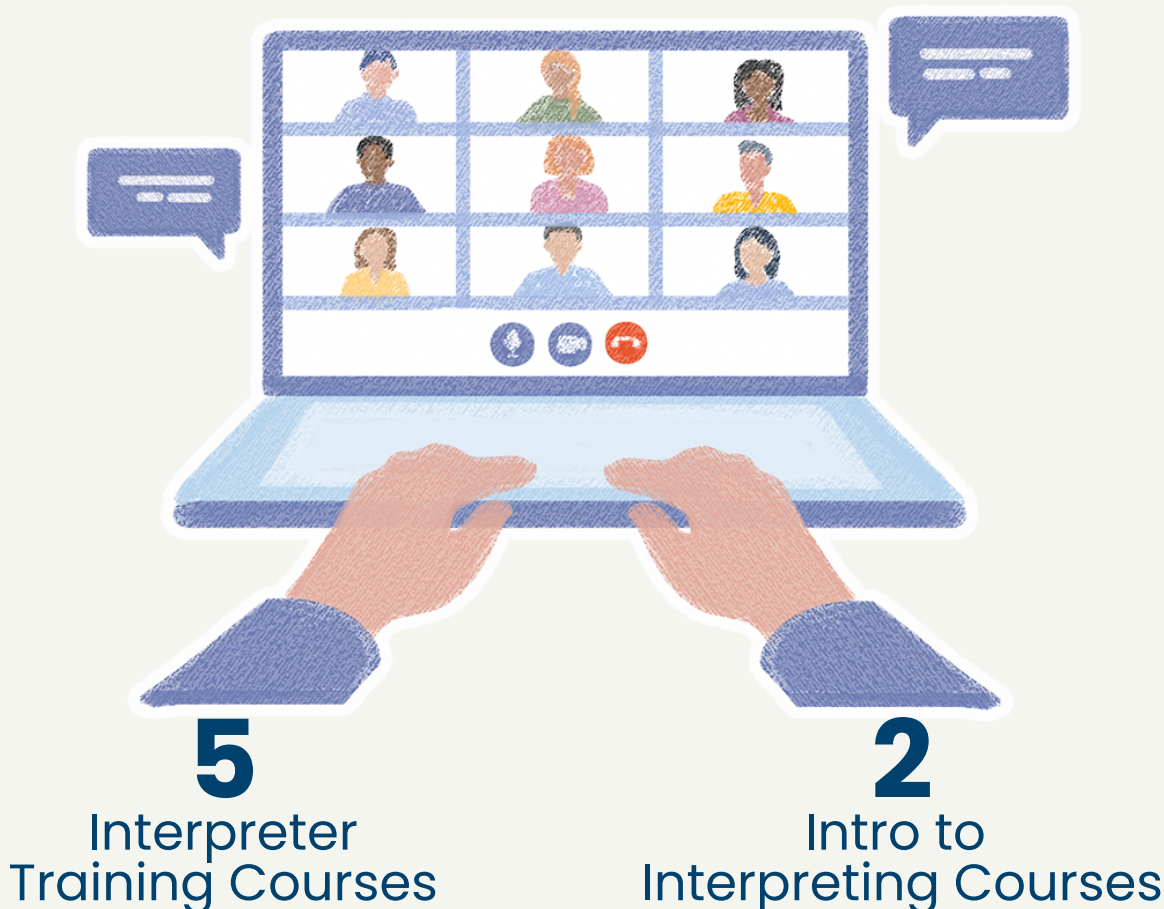 5
Interpreter
Training Courses
2
Intro to
Interpreting Courses